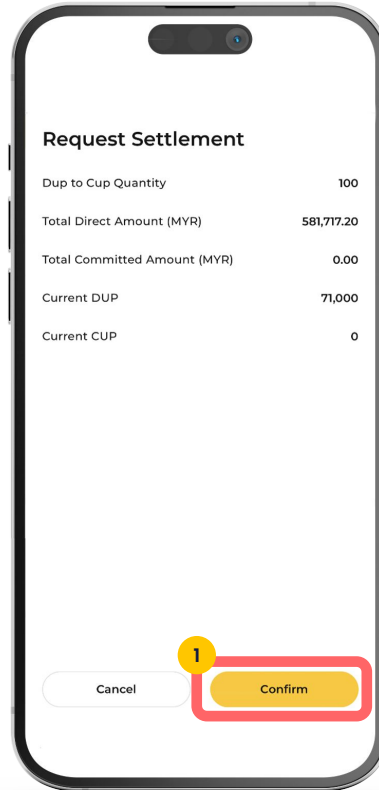 Request Settlement
Dup to Cup Quantity 100
Total Direct Amount (MYR) 581,717.20
Total Committed Amount (MYR) 0.00
Current DUP 71,000
Current CUP 0
1
Cancel Confirm